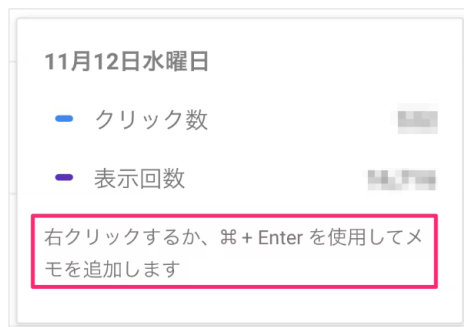 11月12日水曜日
クリック数
表示回数
右クリックするか、⌘ + Enter を使用してメ
モを追加します